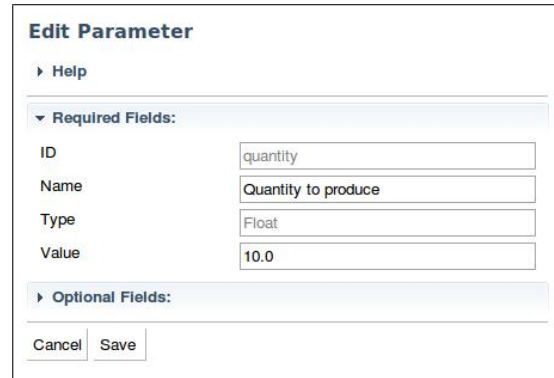 Edit Parameter
Help
Required Fields:
ID quantity
Name Quantity to produce
Type Float
Value 10.0
Optional Fields:
Cancel Save